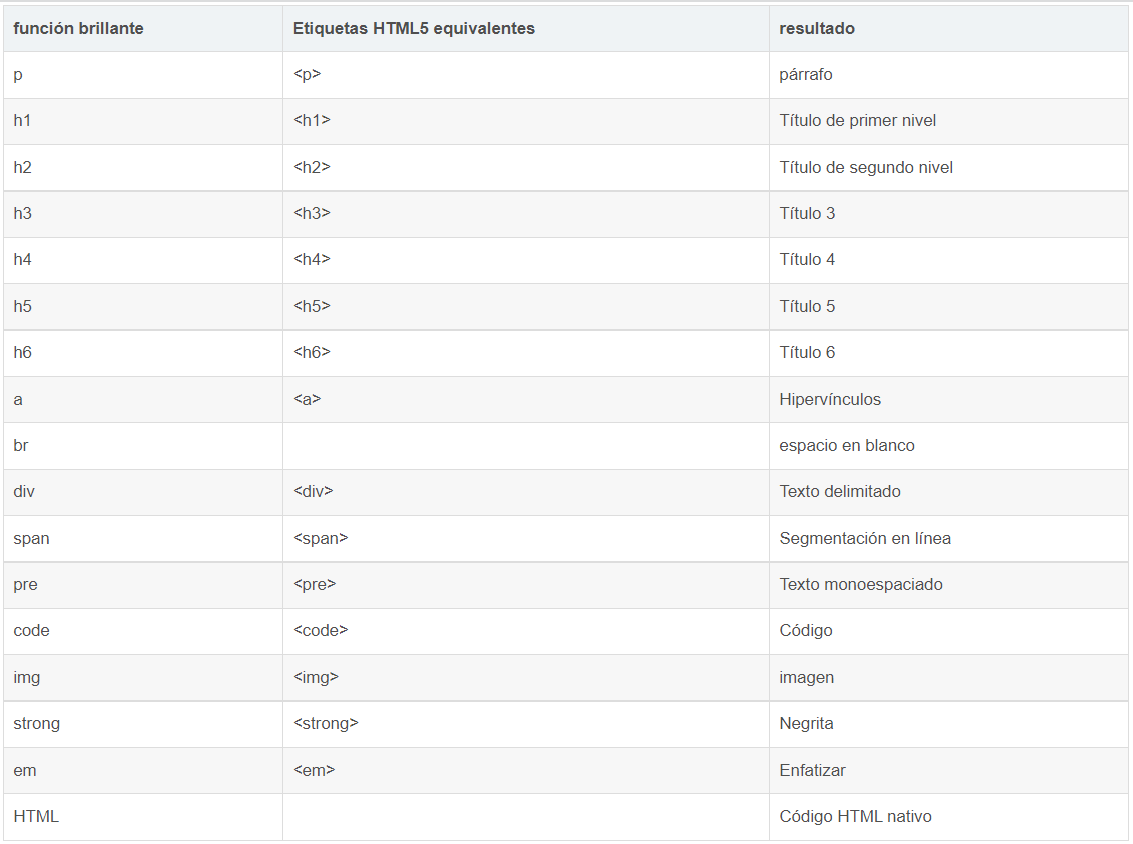 función brillante Etiquetas HTML5 equivalentes resultado
p <p> párrafo
h1 <h1> Título de primer nivel
h2 <h2> Título de segundo nivel
h3 <h3> Título 3
h4 <h4> Título 4
h5 <h5> Título 5
h6 <h6> Título 6
a <a> Hipervínculos
br espacio en blanco
div <div> Texto delimitado
span <span> Segmentación en línea
pre <pre> Texto monoespaciado
code <code> Código
img <img> imagen
strong <strong> Negrita
em <em> Enfatizar
HTML Código HTML nativo